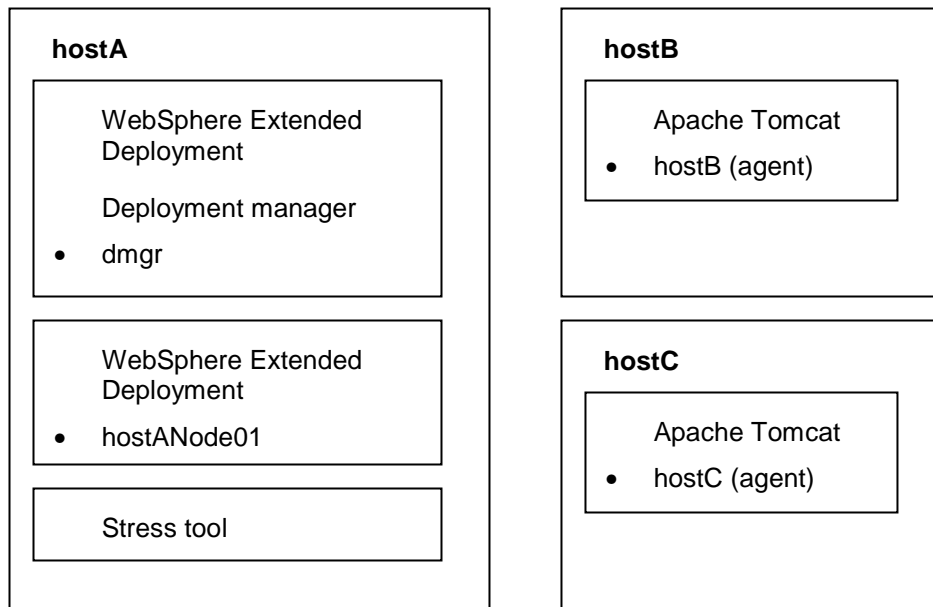 hostA
WebSphere Extended
Deployment
Deployment manager
• dmgr
WebSphere Extended
Deployment
• hostANode01
Stress tool
hostB
Apache Tomcat
• hostB (agent)
hostC
Apache Tomcat
• hostC (agent)